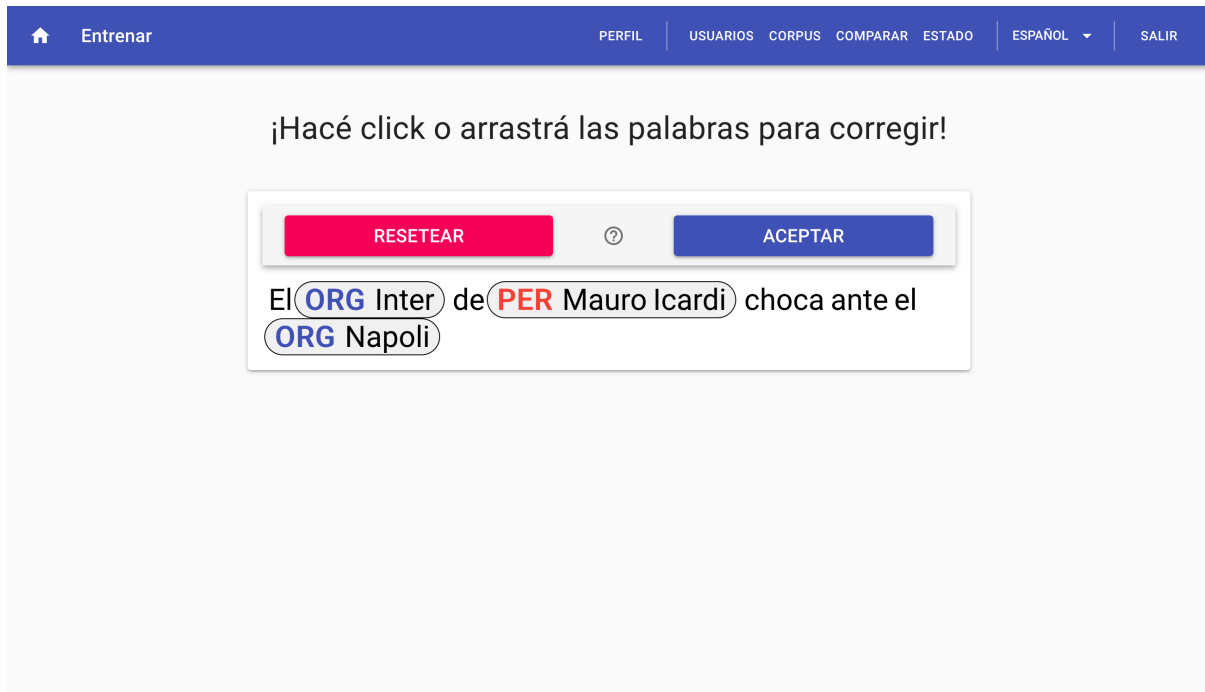 Entrenar PERFIL USUARIOS CORPUS COMPARAR ESTADO ESPAÑOL SALIR
¡Hacé click o arrastrá las palabras para corregir!
RESETEAR ACEPTAR
El ORG Inter de PER Mauro Icardi choca ante el
ORG Napoli